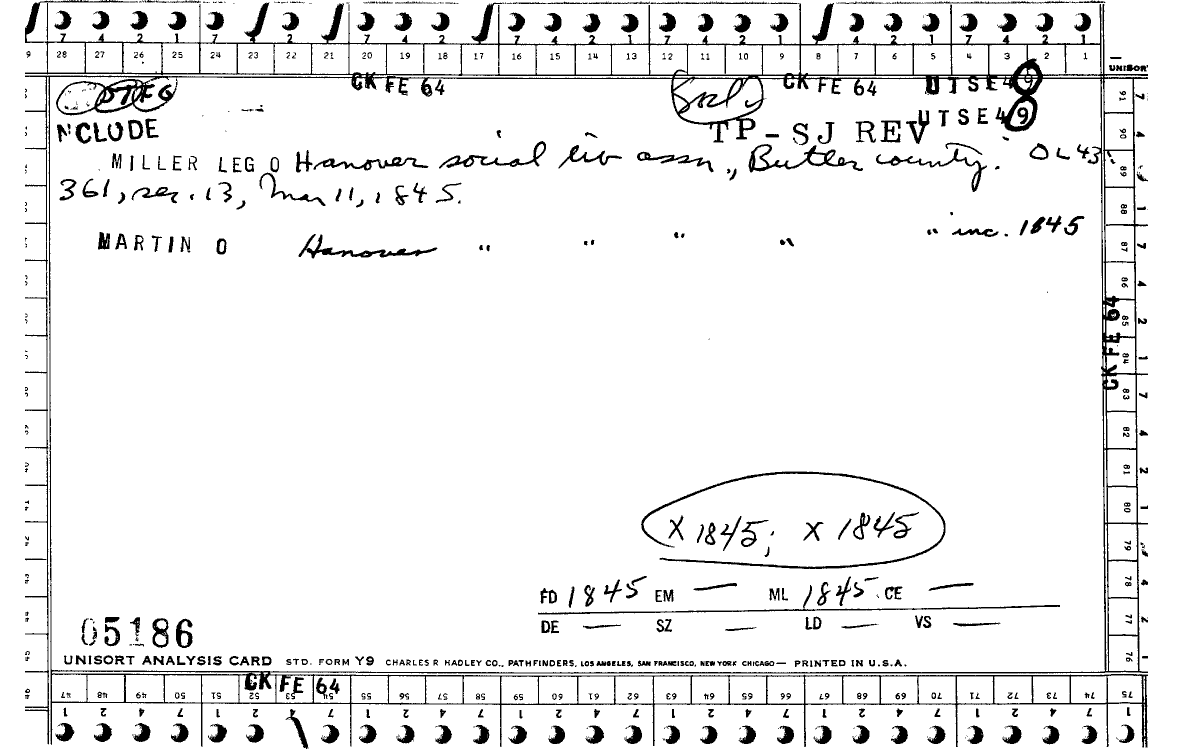 7 4 2 1 7 4 2 1 7 4 2 1 7 4 2 1 7 4 2 1 7 4 2 1 7 4 2 1
28 27 26 25 24 23 22 21 20 19 18 17 16 15 14 13 12 11 10 9 8 7 6 5 4 3 2 1
UNISORT
CK FE 64 CK FE 64 UTSE4 9
STFG
UTSE4 9
NCLUDE TP-SJ REV
MILLER LEG O Hanover social lib assn., Butler county. OL 43:
361, sec. 13, Mar 11, 1845.
MARTIN O Hanover " " " " " inc. 1845
CK FE 64
91 90 89 88 87 86 85 84 83 82 81 80 79 78 77 76
X 1845; X 1845
FD 1845 EM — ML 1845. CE —
DE — SZ — LD — VS —
05186
UNISORT ANALYSIS CARD STD. FORM Y9 CHARLES R HADLEY CO., PATHFINDERS, LOS ANGELES, SAN FRANCISCO, NEW YORK CHICAGO — PRINTED IN U.S.A.
CK FE 64
47 48 49 50 51 52 53 54 55 56 57 58 59 60 61 62 63 64 65 66 67 68 69 70 71 72 73 74 75
1 2 4 7 1 2 4 7 1 2 4 7 1 2 4 7 1 2 4 7 1 2 4 7 1 2 4 7 1